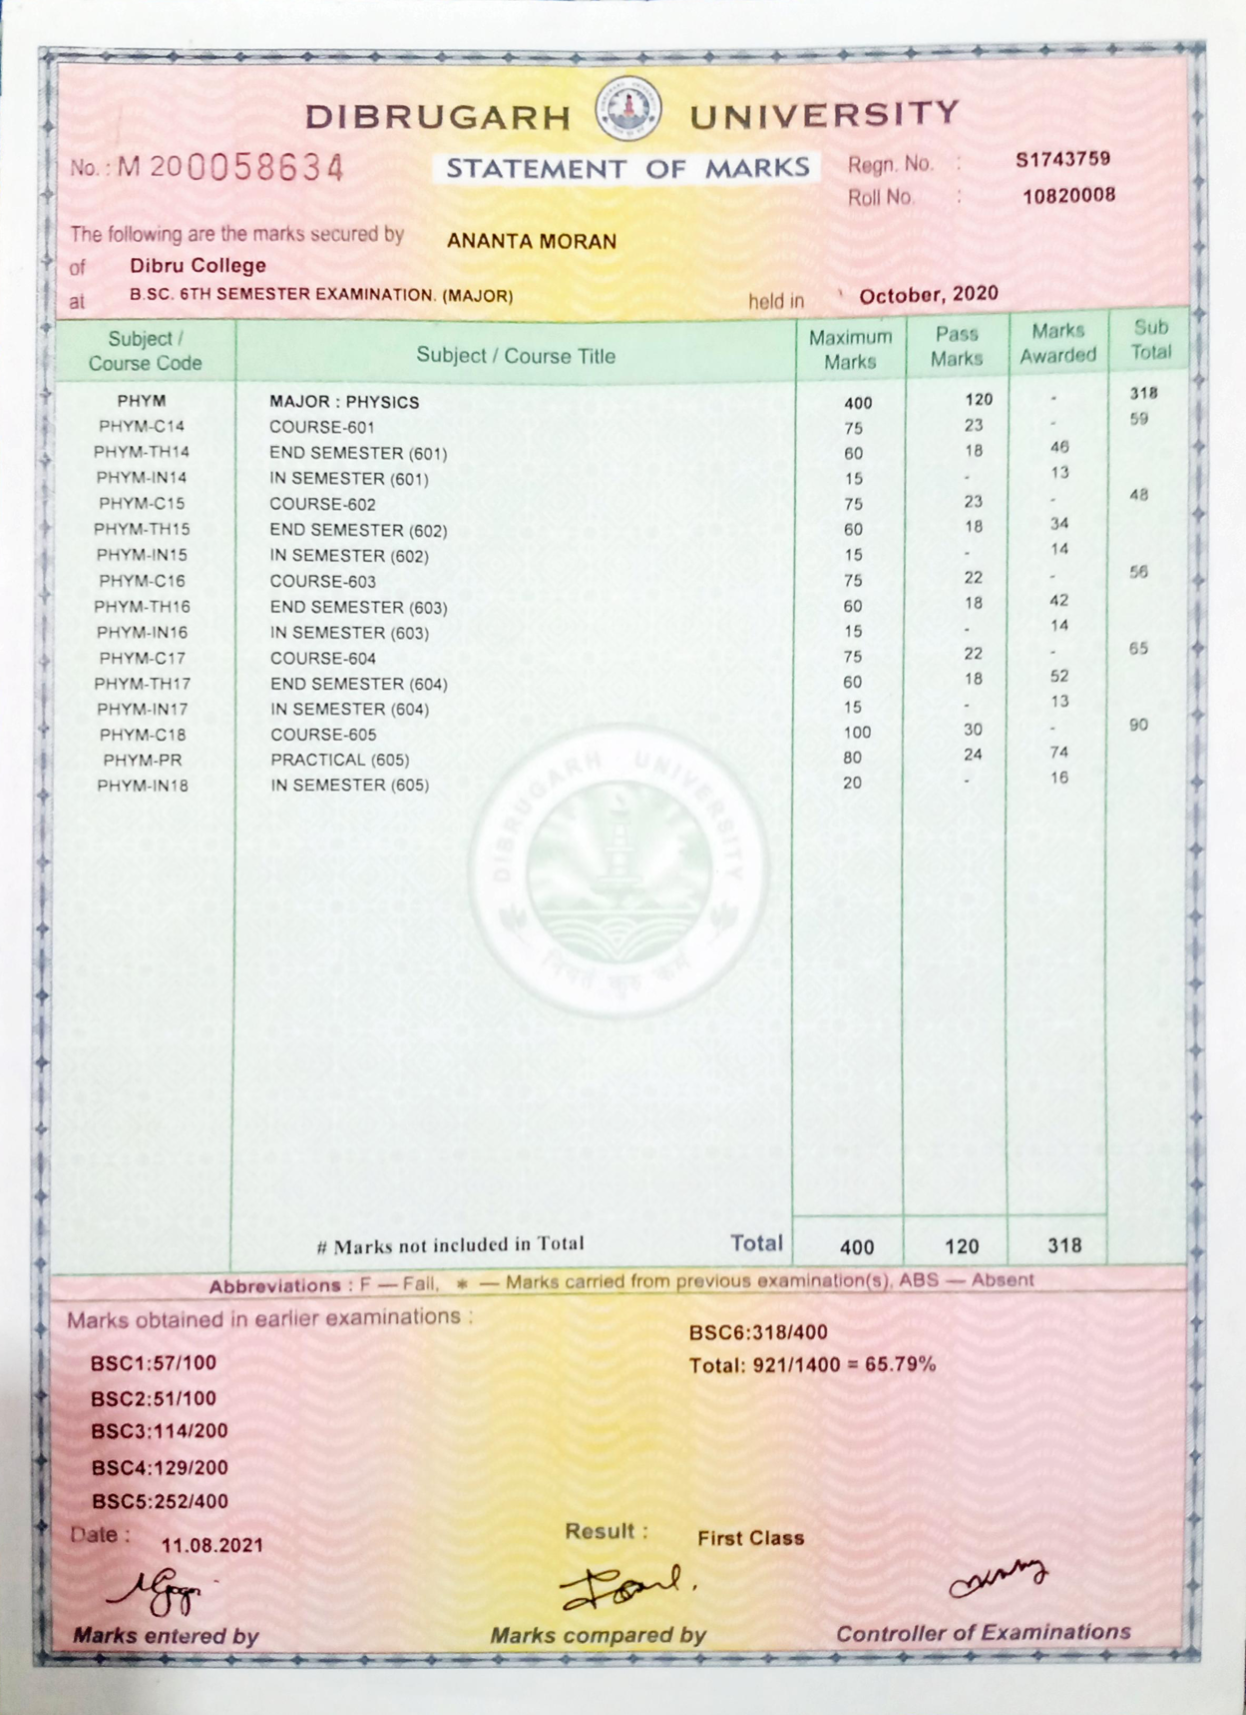 DIBRUGARH UNIVERSITY
No. : M 200058634
STATEMENT OF MARKS
Regn. No. : S1743759
Roll No. : 10820008
The following are the marks secured by ANANTA MORAN
of Dibru College
at B.SC. 6TH SEMESTER EXAMINATION. (MAJOR) held in October, 2020
Subject / Course Code Subject / Course Title Maximum Marks Pass Marks Marks Awarded Sub Total
PHYM MAJOR : PHYSICS 400 120 - 318
PHYM-C14 COURSE-601 75 23 - 59
PHYM-TH14 END SEMESTER (601) 60 18 46
PHYM-IN14 IN SEMESTER (601) 15 - 13
PHYM-C15 COURSE-602 75 23 - 48
PHYM-TH15 END SEMESTER (602) 60 18 34
PHYM-IN15 IN SEMESTER (602) 15 - 14
PHYM-C16 COURSE-603 75 22 - 56
PHYM-TH16 END SEMESTER (603) 60 18 42
PHYM-IN16 IN SEMESTER (603) 15 - 14
PHYM-C17 COURSE-604 75 22 - 65
PHYM-TH17 END SEMESTER (604) 60 18 52
PHYM-IN17 IN SEMESTER (604) 15 - 13
PHYM-C18 COURSE-605 100 30 - 90
PHYM-PR PRACTICAL (605) 80 24 74
PHYM-IN18 IN SEMESTER (605) 20 - 16
DIBRUGARH UNIVERSITY
# Marks not included in Total Total 400 120 318
Abbreviations : F — Fail, * — Marks carried from previous examination(s), ABS — Absent
Marks obtained in earlier examinations :
BSC6:318/400
BSC1:57/100
Total: 921/1400 = 65.79%
BSC2:51/100
BSC3:114/200
BSC4:129/200
BSC5:252/400
Date : 11.08.2021
Result : First Class
Marks entered by
Marks compared by
Controller of Examinations